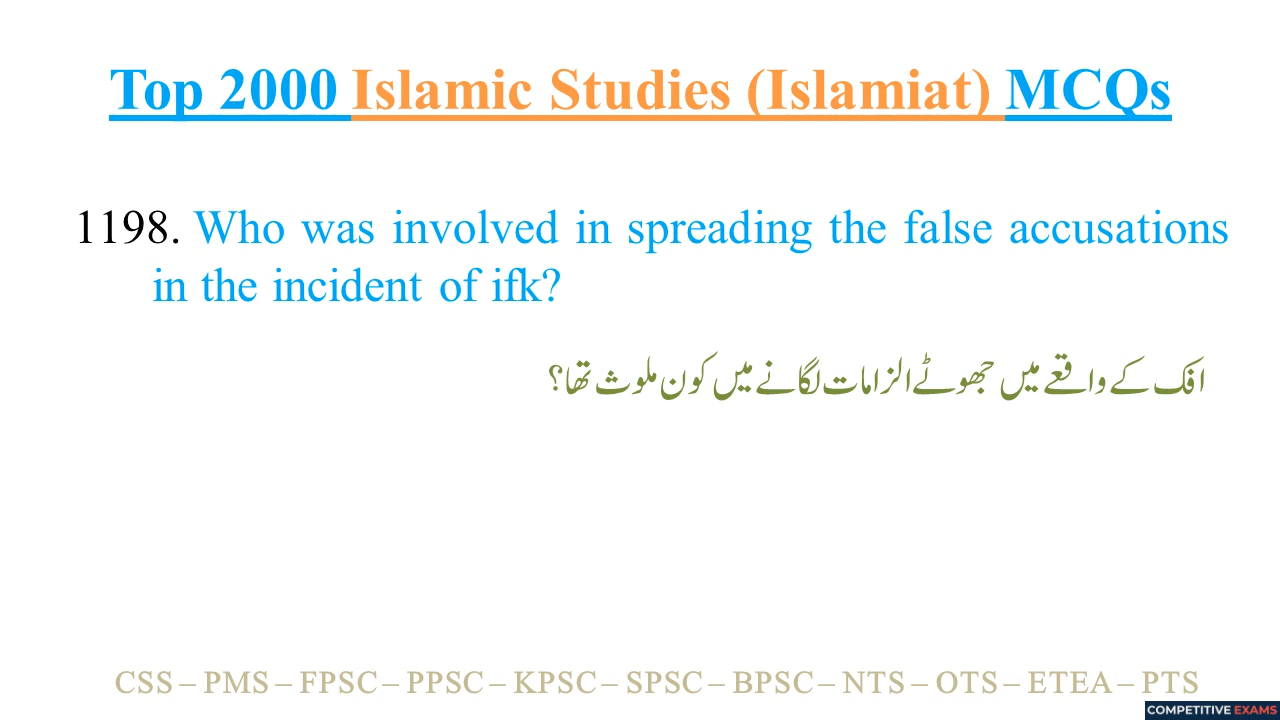 Top 2000 Islamic Studies (Islamiat) MCQs
1198. Who was involved in spreading the false accusations
in the incident of ifk?
افک کے واقعے میں جھوٹے الزامات لگانے میں کون ملوث تھا؟
CSS – PMS – FPSC – PPSC – KPSC – SPSC – BPSC – NTS – OTS – ETEA – PTS
COMPETITIVE EXAMS